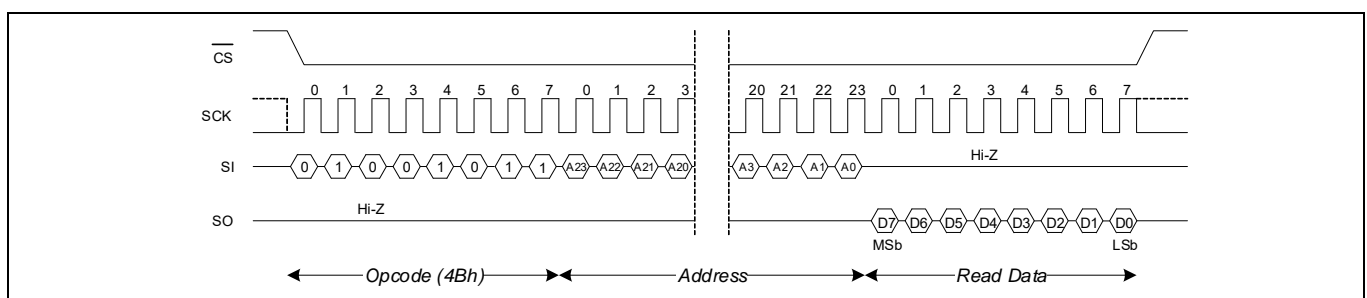 CS
0 1 2 3 4 5 6 7 0 1 2 3 20 21 22 23 0 1 2 3 4 5 6 7
SCK
Hi-Z
SI 0 1 0 0 1 0 1 1 A23 A22 A21 A20 A3 A2 A1 A0
Hi-Z
SO D7 D6 D5 D4 D3 D2 D1 D0
MSb LSb
Opcode (4Bh) Address Read Data